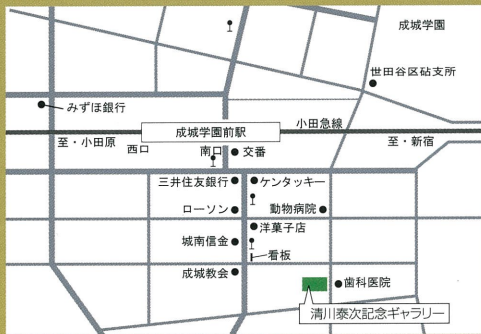 成城学園
世田谷区砧支所
みずほ銀行
小田急線
成城学園前駅
至・小田原
西口
南口
交番
至・新宿
三井住友銀行
ケンタッキー
ローソン
動物病院
洋菓子店
城南信金
看板
成城教会
歯科医院
清川泰次記念ギャラリー